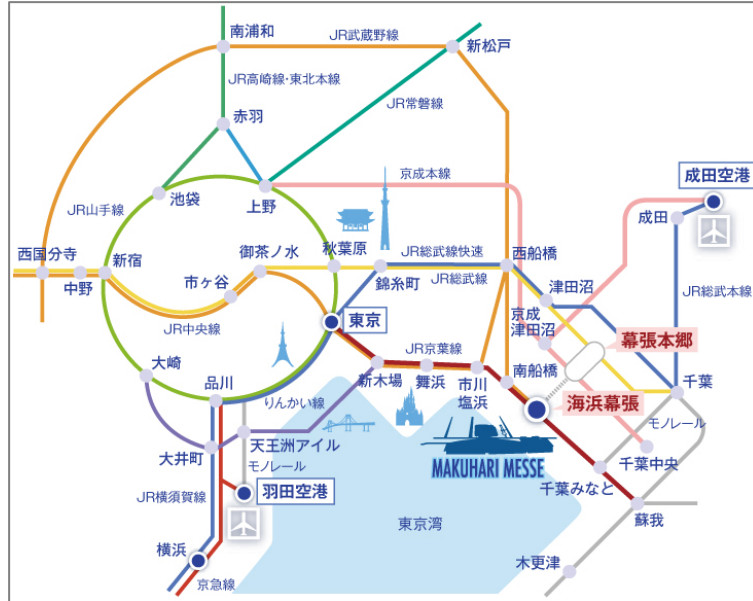 南浦和
JR武蔵野線
新松戸
JR高崎線・東北本線
JR常磐線
赤羽
京成本線
成田空港
池袋
上野
JR山手線
成田
西国分寺
新宿
御茶ノ水
秋葉原
JR総武線快速
西船橋
中野
市ヶ谷
錦糸町
JR総武線
津田沼
JR総武本線
京成
津田沼
JR中央線
東京
幕張本郷
大崎
JR京葉線
品川
新木場
舞浜
市川
塩浜
南船橋
千葉
りんかい線
海浜幕張
モノレール
天王洲アイル
MAKUHARI MESSE
大井町
モノレール
千葉中央
千葉みなと
JR横須賀線
羽田空港
蘇我
東京湾
横浜
木更津
京急線